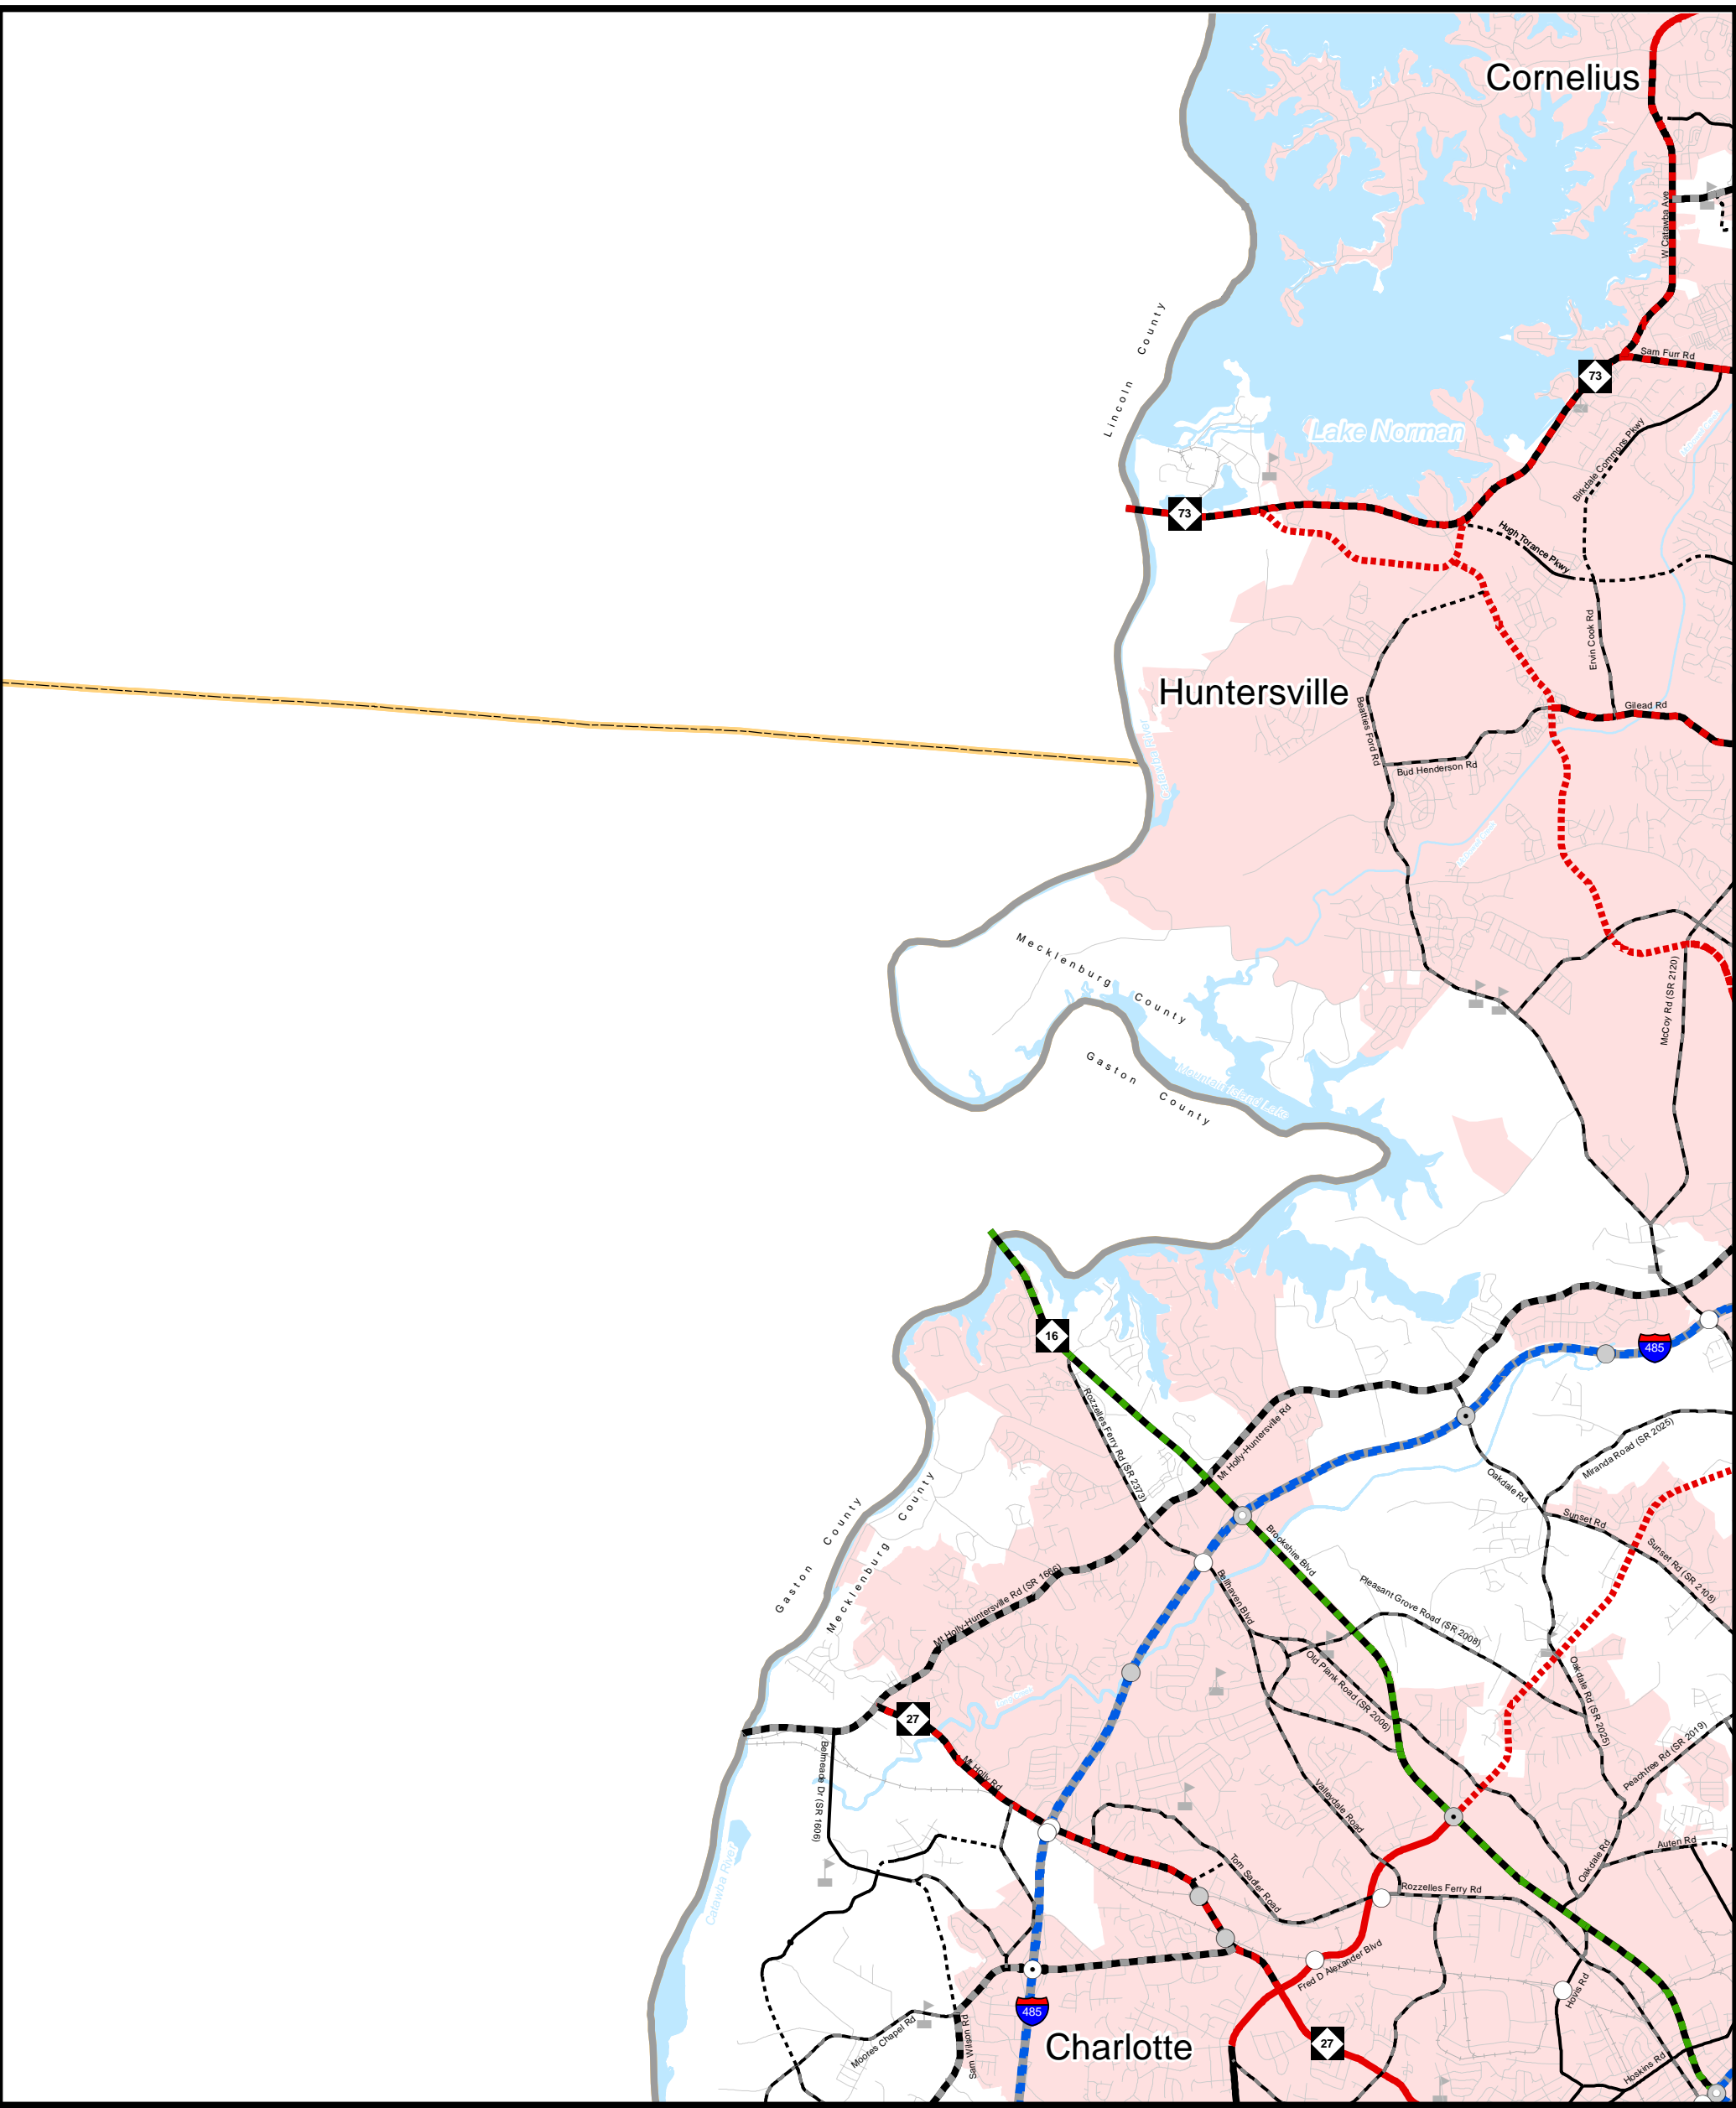 Cornelius
W Catawba Ave
Sam Furr Rd
73
Lincoln County
Lake Norman
Birkdale Commons Pkwy
73
Hugh Torance Pkwy
Ervin Cook Rd
Huntersville
Gilead Rd
Beatties Ford Rd
Catawba River
Bud Henderson Rd
McDowell Creek
Mecklenburg County
McCoy Rd (SR 2120)
Gaston County
Mountain Island Lake
16
485
Rozzelles Ferry Rd (SR 2373)
Mt Holly-Huntersville Rd
Miranda Road (SR 2025)
Oakdale Rd
Sunset Rd
Gaston County
Mecklenburg County
Brookshire Blvd
Sunset Rd (SR 2108)
Mt Holly-Huntersville Rd (SR 1666)
Bellhaven Blvd
Pleasant Grove Road (SR 2008)
Old Plank Road (SR 2006)
Oakdale Rd (SR 2025)
Long Creek
27
Mt Holly Rd
Belmeade Dr (SR 1606)
Peachtree Rd (SR 2019)
Valleydale Road
Oakdale Rd
Auten Rd
Tom Sadler Road
Rozzelles Ferry Rd
Catawba River
Fred D Alexander Blvd
Hovis Rd
485
Moores Chapel Rd
Sam Wilson Rd
Charlotte
27
Hoskins Rd